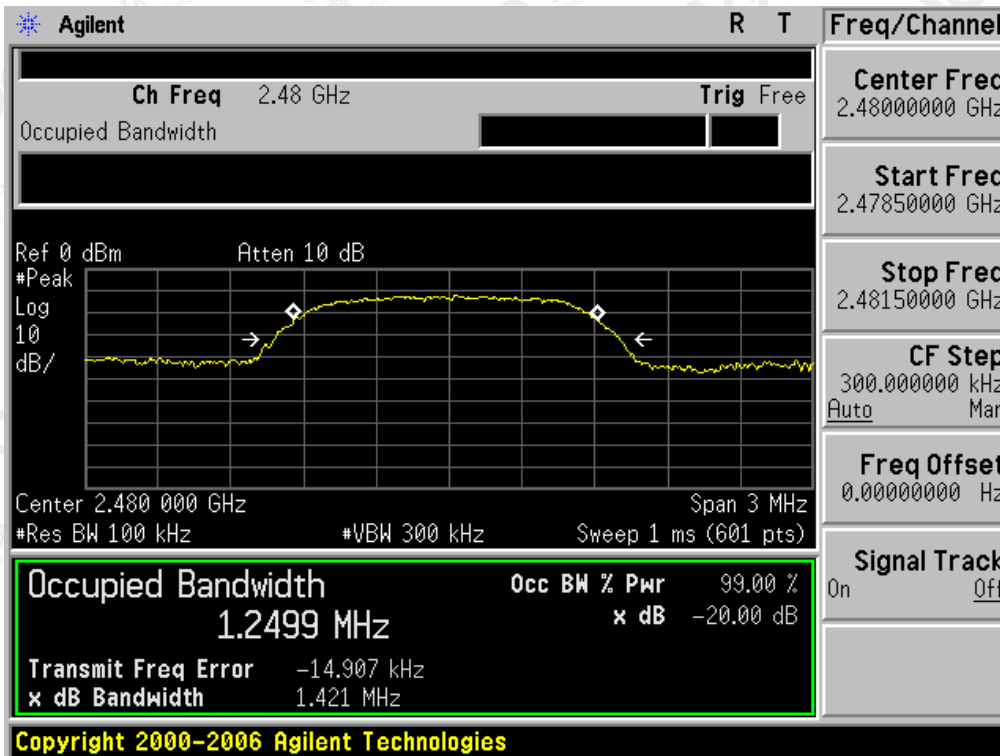 Agilent R T
Ch Freq 2.48 GHz Trig Free
Occupied Bandwidth
Ref 0 dBm Atten 10 dB
#Peak
Log
10
dB/
Center 2.480 000 GHz Span 3 MHz
#Res BW 100 kHz #VBW 300 kHz Sweep 1 ms (601 pts)
Occupied Bandwidth Occ BW % Pwr 99.00 %
1.2499 MHz x dB -20.00 dB
Transmit Freq Error -14.907 kHz
x dB Bandwidth 1.421 MHz
Copyright 2000-2006 Agilent Technologies
Freq/Channel
Center Freq
2.48000000 GHz
Start Freq
2.47850000 GHz
Stop Freq
2.48150000 GHz
CF Step
300.000000 kHz
Auto Man
Freq Offset
0.00000000 Hz
Signal Track
On Off